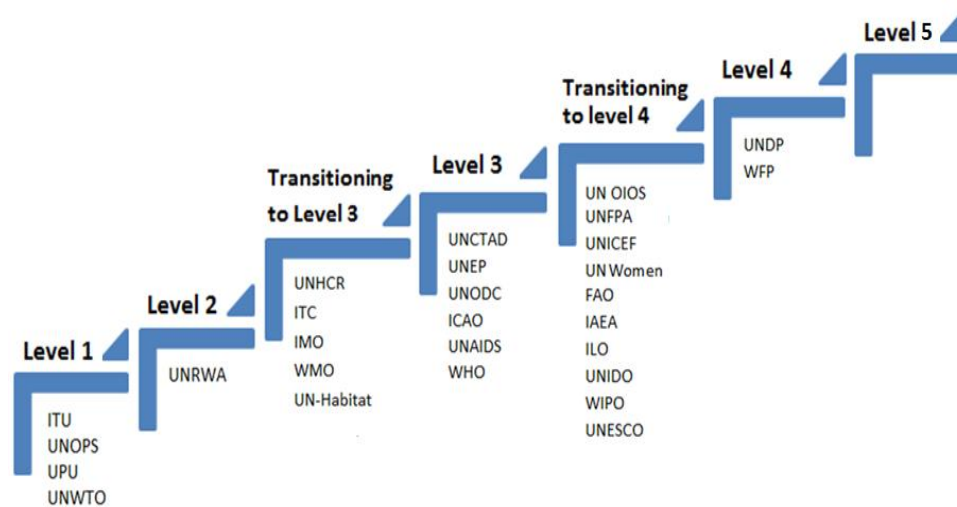 Level 1
ITU
UNOPS
UPU
UNWTO
Level 2
UNRWA
Transitioning
to Level 3
UNHCR
ITC
IMO
WMO
UN-Habitat
Level 3
UNCTAD
UNEP
UNODC
ICAO
UNAIDS
WHO
Transitioning
to level 4
UN OIOS
UNFPA
UNICEF
UN Women
FAO
IAEA
ILO
UNIDO
WIPO
UNESCO
Level 4
UNDP
WFP
Level 5